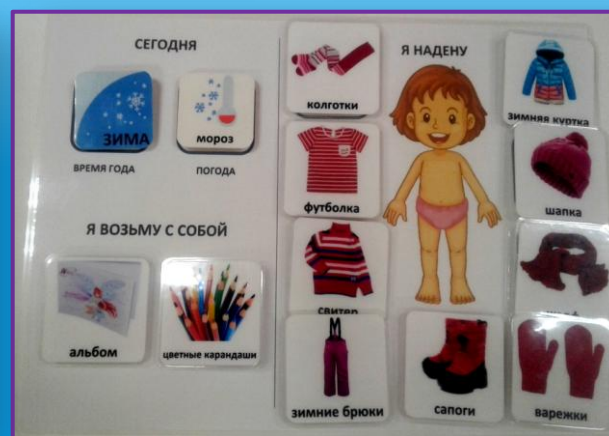 СЕГОДНЯ
ЗИМА
мороз
ВРЕМЯ ГОДА
ПОГОДА
Я ВОЗЬМУ С СОБОЙ
альбом
цветные карандаши
Я НАДЕНУ
колготки
футболка
свитер
зимние брюки
сапоги
зимняя куртка
шапка
варежки